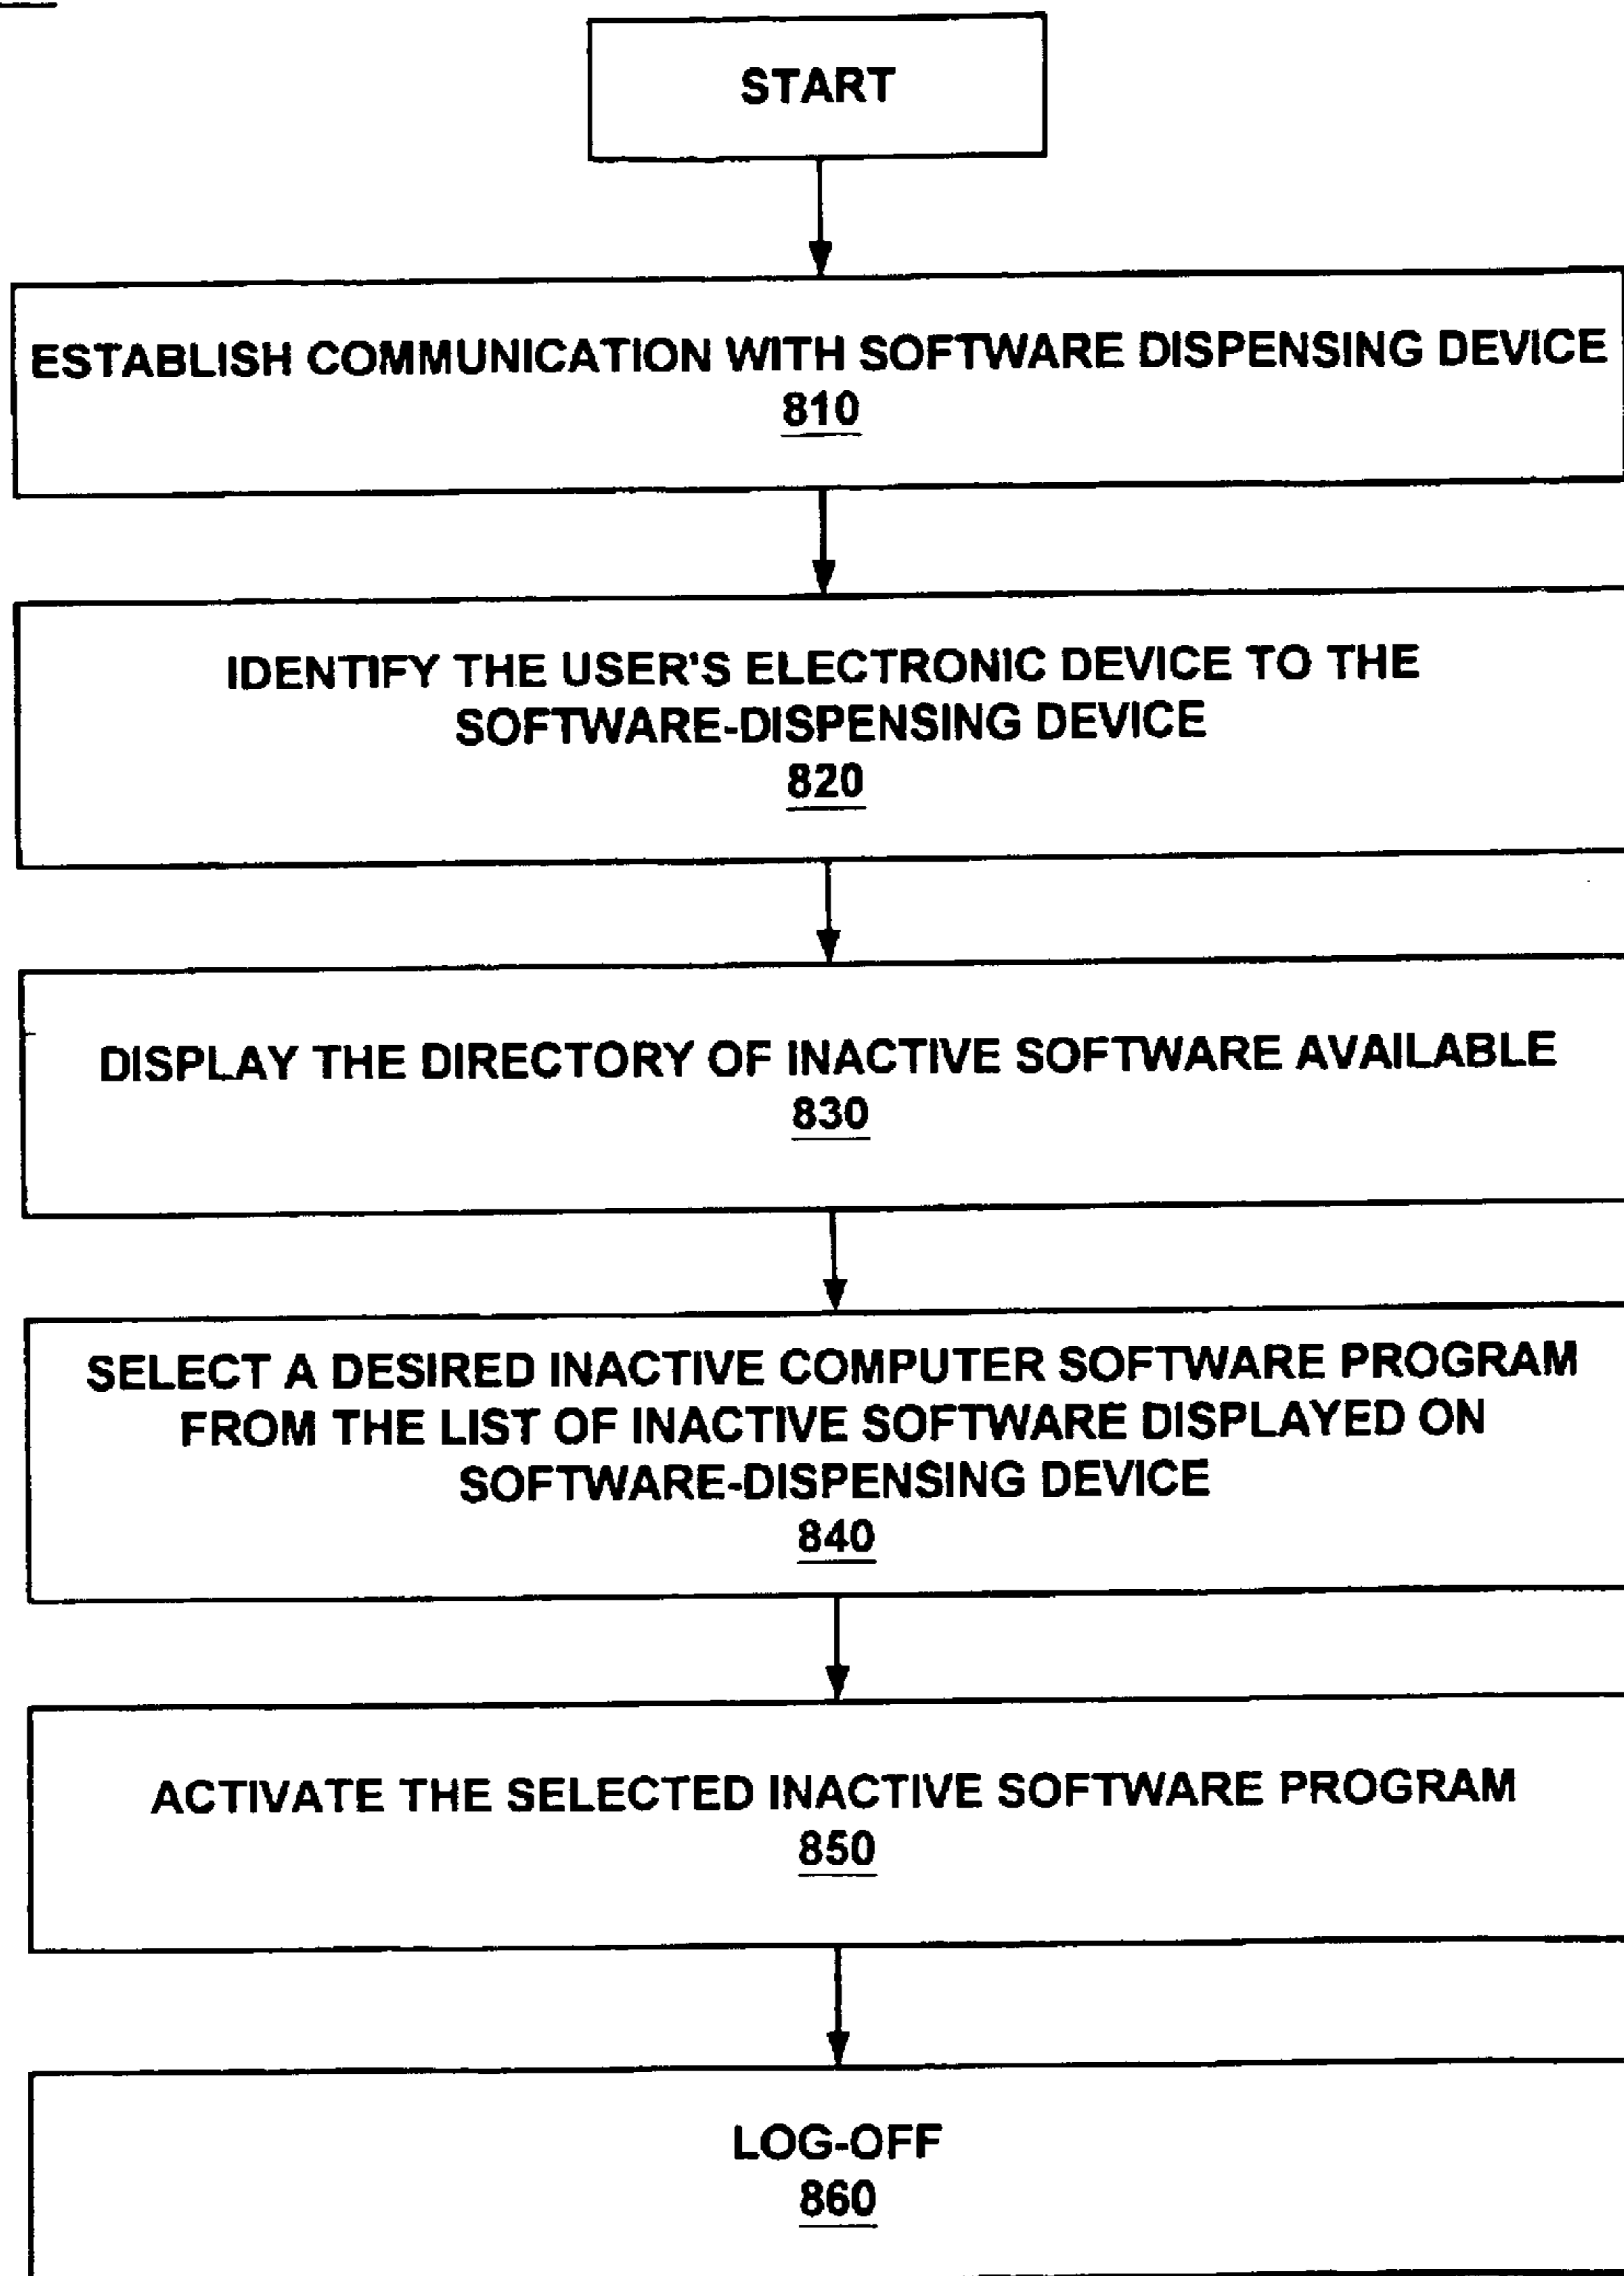 START
ESTABLISH COMMUNICATION WITH SOFTWARE DISPENSING DEVICE
810
IDENTIFY THE USER'S ELECTRONIC DEVICE TO THE
SOFTWARE-DISPENSING DEVICE
820
DISPLAY THE DIRECTORY OF INACTIVE SOFTWARE AVAILABLE
830
SELECT A DESIRED INACTIVE COMPUTER SOFTWARE PROGRAM
FROM THE LIST OF INACTIVE SOFTWARE DISPLAYED ON
SOFTWARE-DISPENSING DEVICE
840
ACTIVATE THE SELECTED INACTIVE SOFTWARE PROGRAM
850
LOG-OFF
860